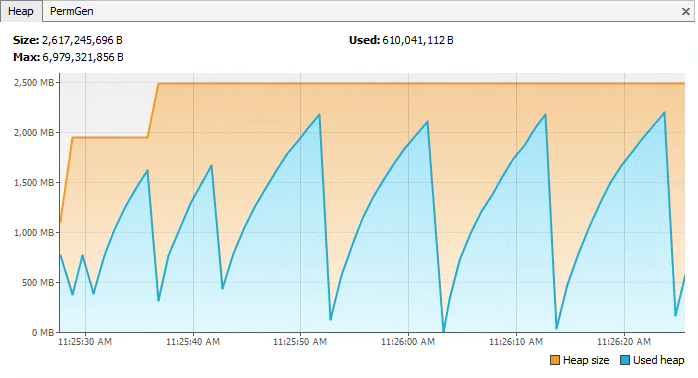 Heap PermGen
Size: 2,617,245,696 B Used: 610,041,112 B
Max: 6,979,321,856 B
2,500 MB
2,000 MB
1,500 MB
1,000 MB
500 MB
0 MB
11:25:30 AM 11:25:40 AM 11:25:50 AM 11:26:00 AM 11:26:10 AM 11:26:20 AM
Heap size Used heap